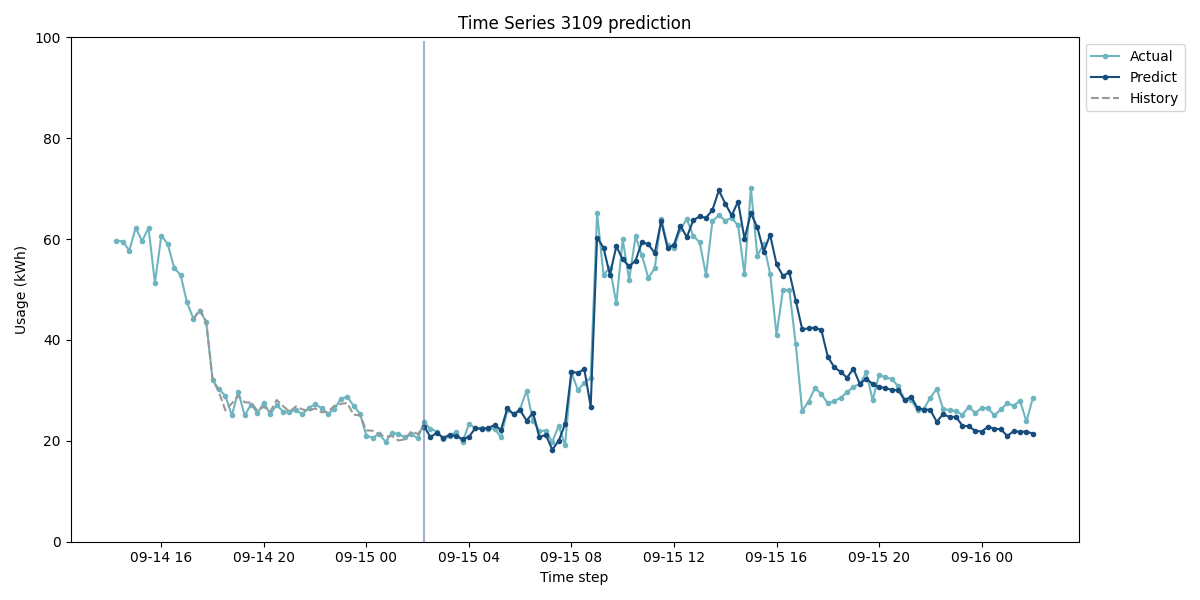 Time Series 3109 prediction
100
80
60
40
20
0
Usage (kWh)
09-14 16
09-14 20
09-15 00
09-15 04
09-15 08
09-15 12
09-15 16
09-15 20
09-16 00
Time step
Actual
Predict
History